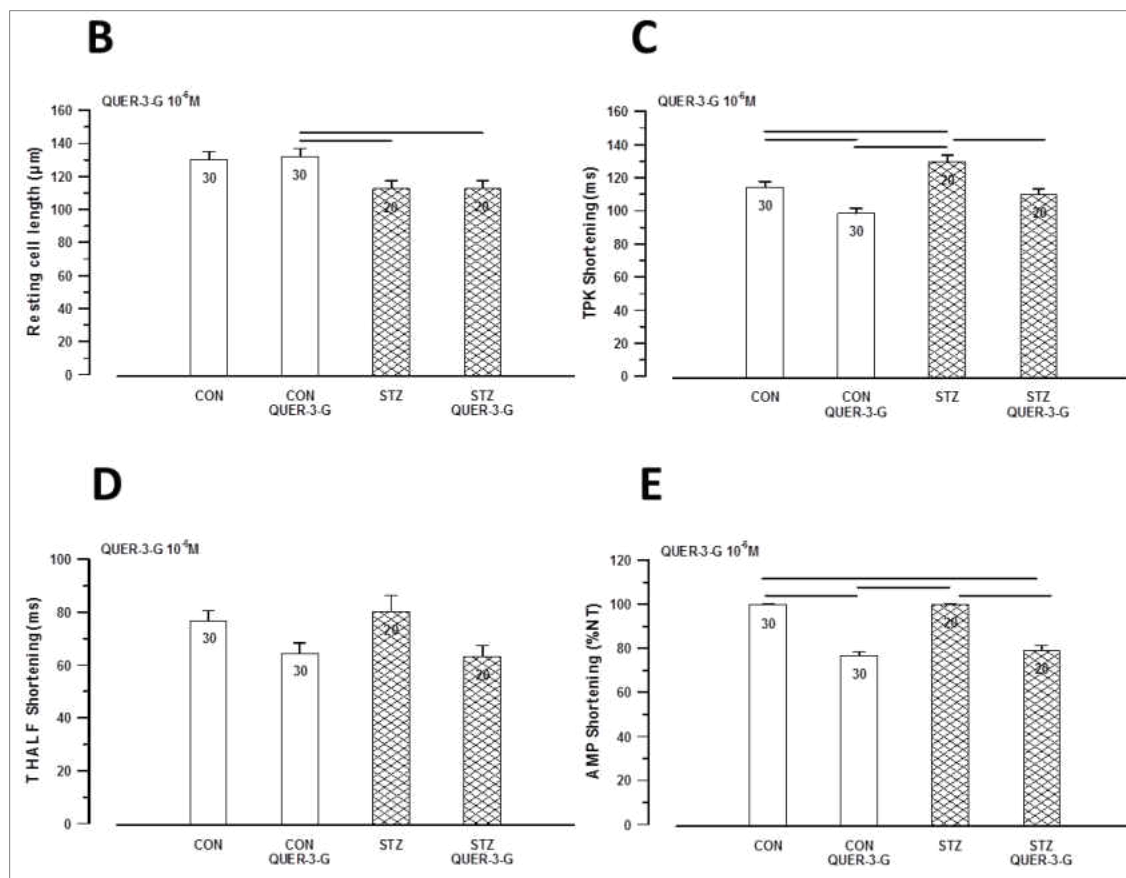 B
QUER-3-G 10⁻⁶M
Resting cell length (µm)
160
140
120
100
80
60
40
20
0
30
30
20
20
CON
CON
QUER-3-G
STZ
STZ
QUER-3-G
C
QUER-3-G 10⁻⁶M
TPK Shortening (ms)
160
140
120
100
80
60
40
20
0
30
30
20
20
CON
CON
QUER-3-G
STZ
STZ
QUER-3-G
D
QUER-3-G 10⁻⁶M
THALF Shortening (ms)
100
80
60
40
20
0
30
30
20
20
CON
CON
QUER-3-G
STZ
STZ
QUER-3-G
E
QUER-3-G 10⁻⁶M
AMP Shortening (%NT)
120
100
80
60
40
20
0
30
30
20
20
CON
CON
QUER-3-G
STZ
STZ
QUER-3-G